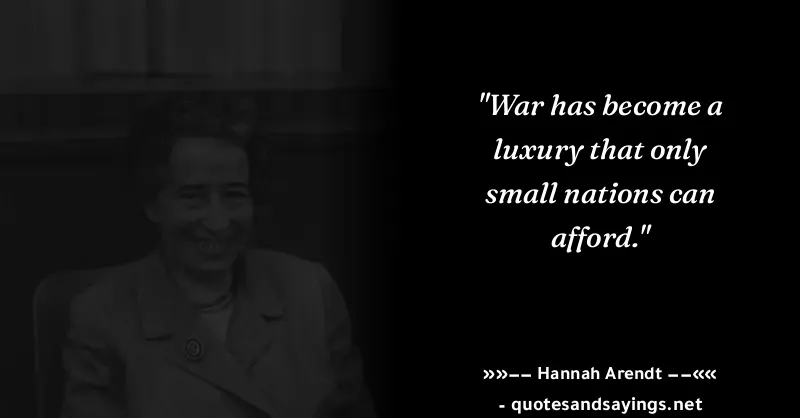 "War has become a
luxury that only
small nations can
afford."
»»–– Hannah Arendt ––««
- quotesandsayings.net